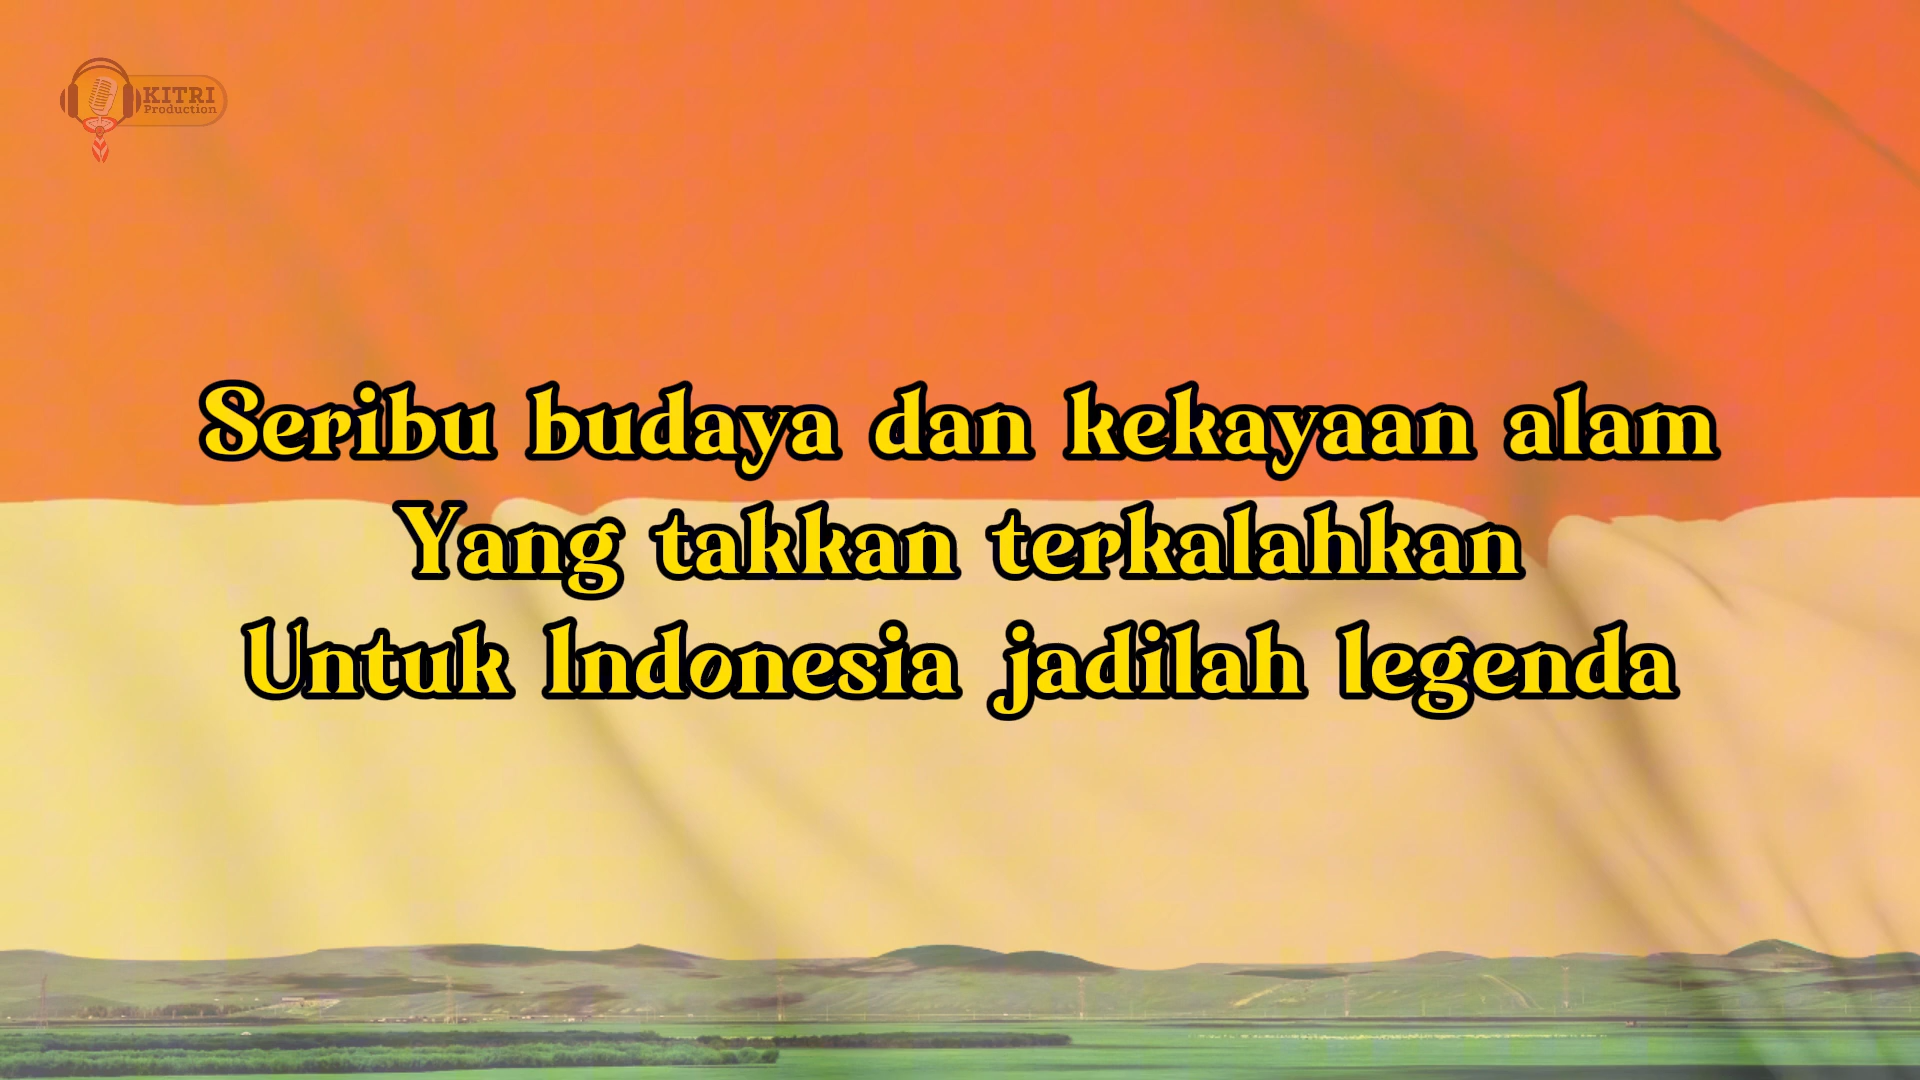 KITRI
Production
Seribu budaya dan kekayaan alam
Yang takkan terkalahkan
Untuk Indonesia jadilah legenda